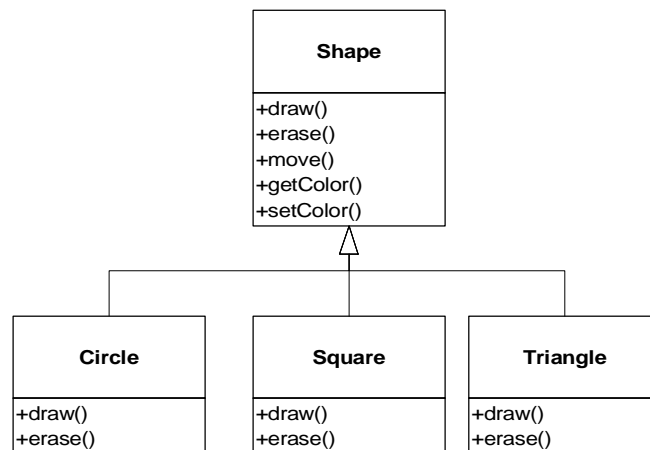 Shape
+draw()
+erase()
+move()
+getColor()
+setColor()
Circle
+draw()
+erase()
Square
+draw()
+erase()
Triangle
+draw()
+erase()